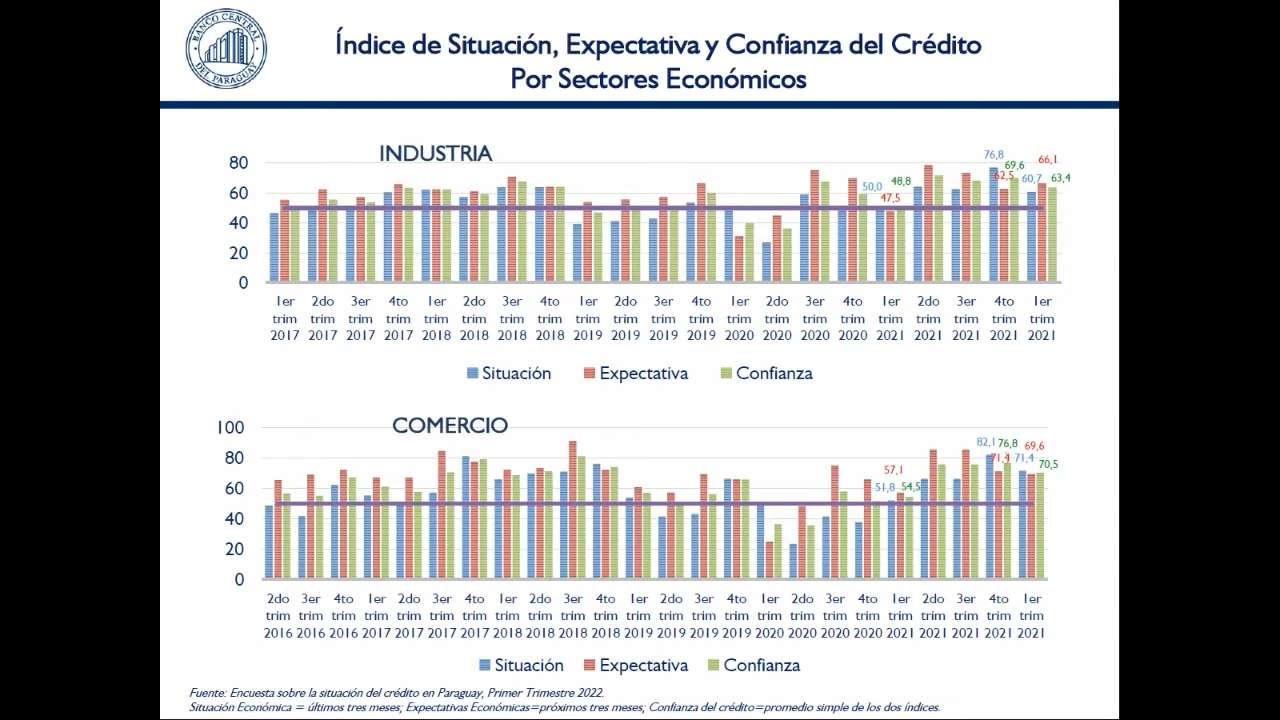 BANCO CENTRAL
DEL PARAGUAY
Índice de Situación, Expectativa y Confianza del Crédito
Por Sectores Económicos
INDUSTRIA
80
60
40
20
0
76,8
69,6
66,1
62,5
60,7
63,4
50,0
48,8
47,5
1er 2do 3er 4to 1er 2do 3er 4to 1er 2do 3er 4to 1er 2do 3er 4to 1er 2do 3er 4to 1er
trim trim trim trim trim trim trim trim trim trim trim trim trim trim trim trim trim trim trim trim trim
2017 2017 2017 2017 2018 2018 2018 2018 2019 2019 2019 2019 2020 2020 2020 2020 2021 2021 2021 2021 2021
Situación Expectativa Confianza
COMERCIO
100
80
60
40
20
0
82,1 76,8 69,6
71,4 71,4
70,5
57,1
51,8 54,5
2do 3er 4to 1er 2do 3er 4to 1er 2do 3er 4to 1er 2do 3er 4to 1er 2do 3er 4to 1er 2do 3er 4to 1er
trim trim trim trim trim trim trim trim trim trim trim trim trim trim trim trim trim trim trim trim trim trim trim trim
2016 2016 2016 2017 2017 2017 2017 2018 2018 2018 2018 2019 2019 2019 2019 2020 2020 2020 2020 2021 2021 2021 2021 2021
Situación Expectativa Confianza
Fuente: Encuesta sobre la situación del crédito en Paraguay, Primer Trimestre 2022.
Situación Económica = últimos tres meses; Expectativas Económicas=próximos tres meses; Confianza del crédito=promedio simple de los dos índices.